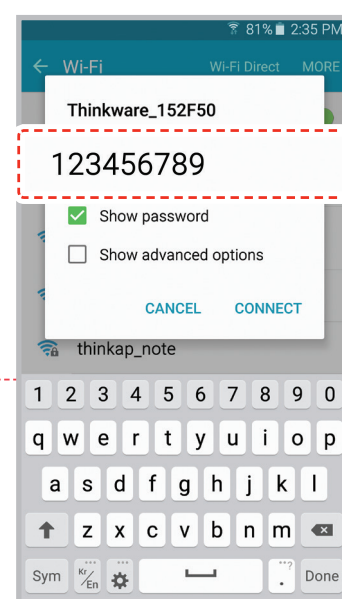 81% 2:35 PM
Wi-Fi Wi-Fi Direct MORE
Thinkware_152F50
123456789
Show password
Show advanced options
CANCEL CONNECT
thinkap_note
1 2 3 4 5 6 7 8 9 0
q w e r t y u i o p
a s d f g h j k l
z x c v b n m
Sym Kr/En . ...? Done